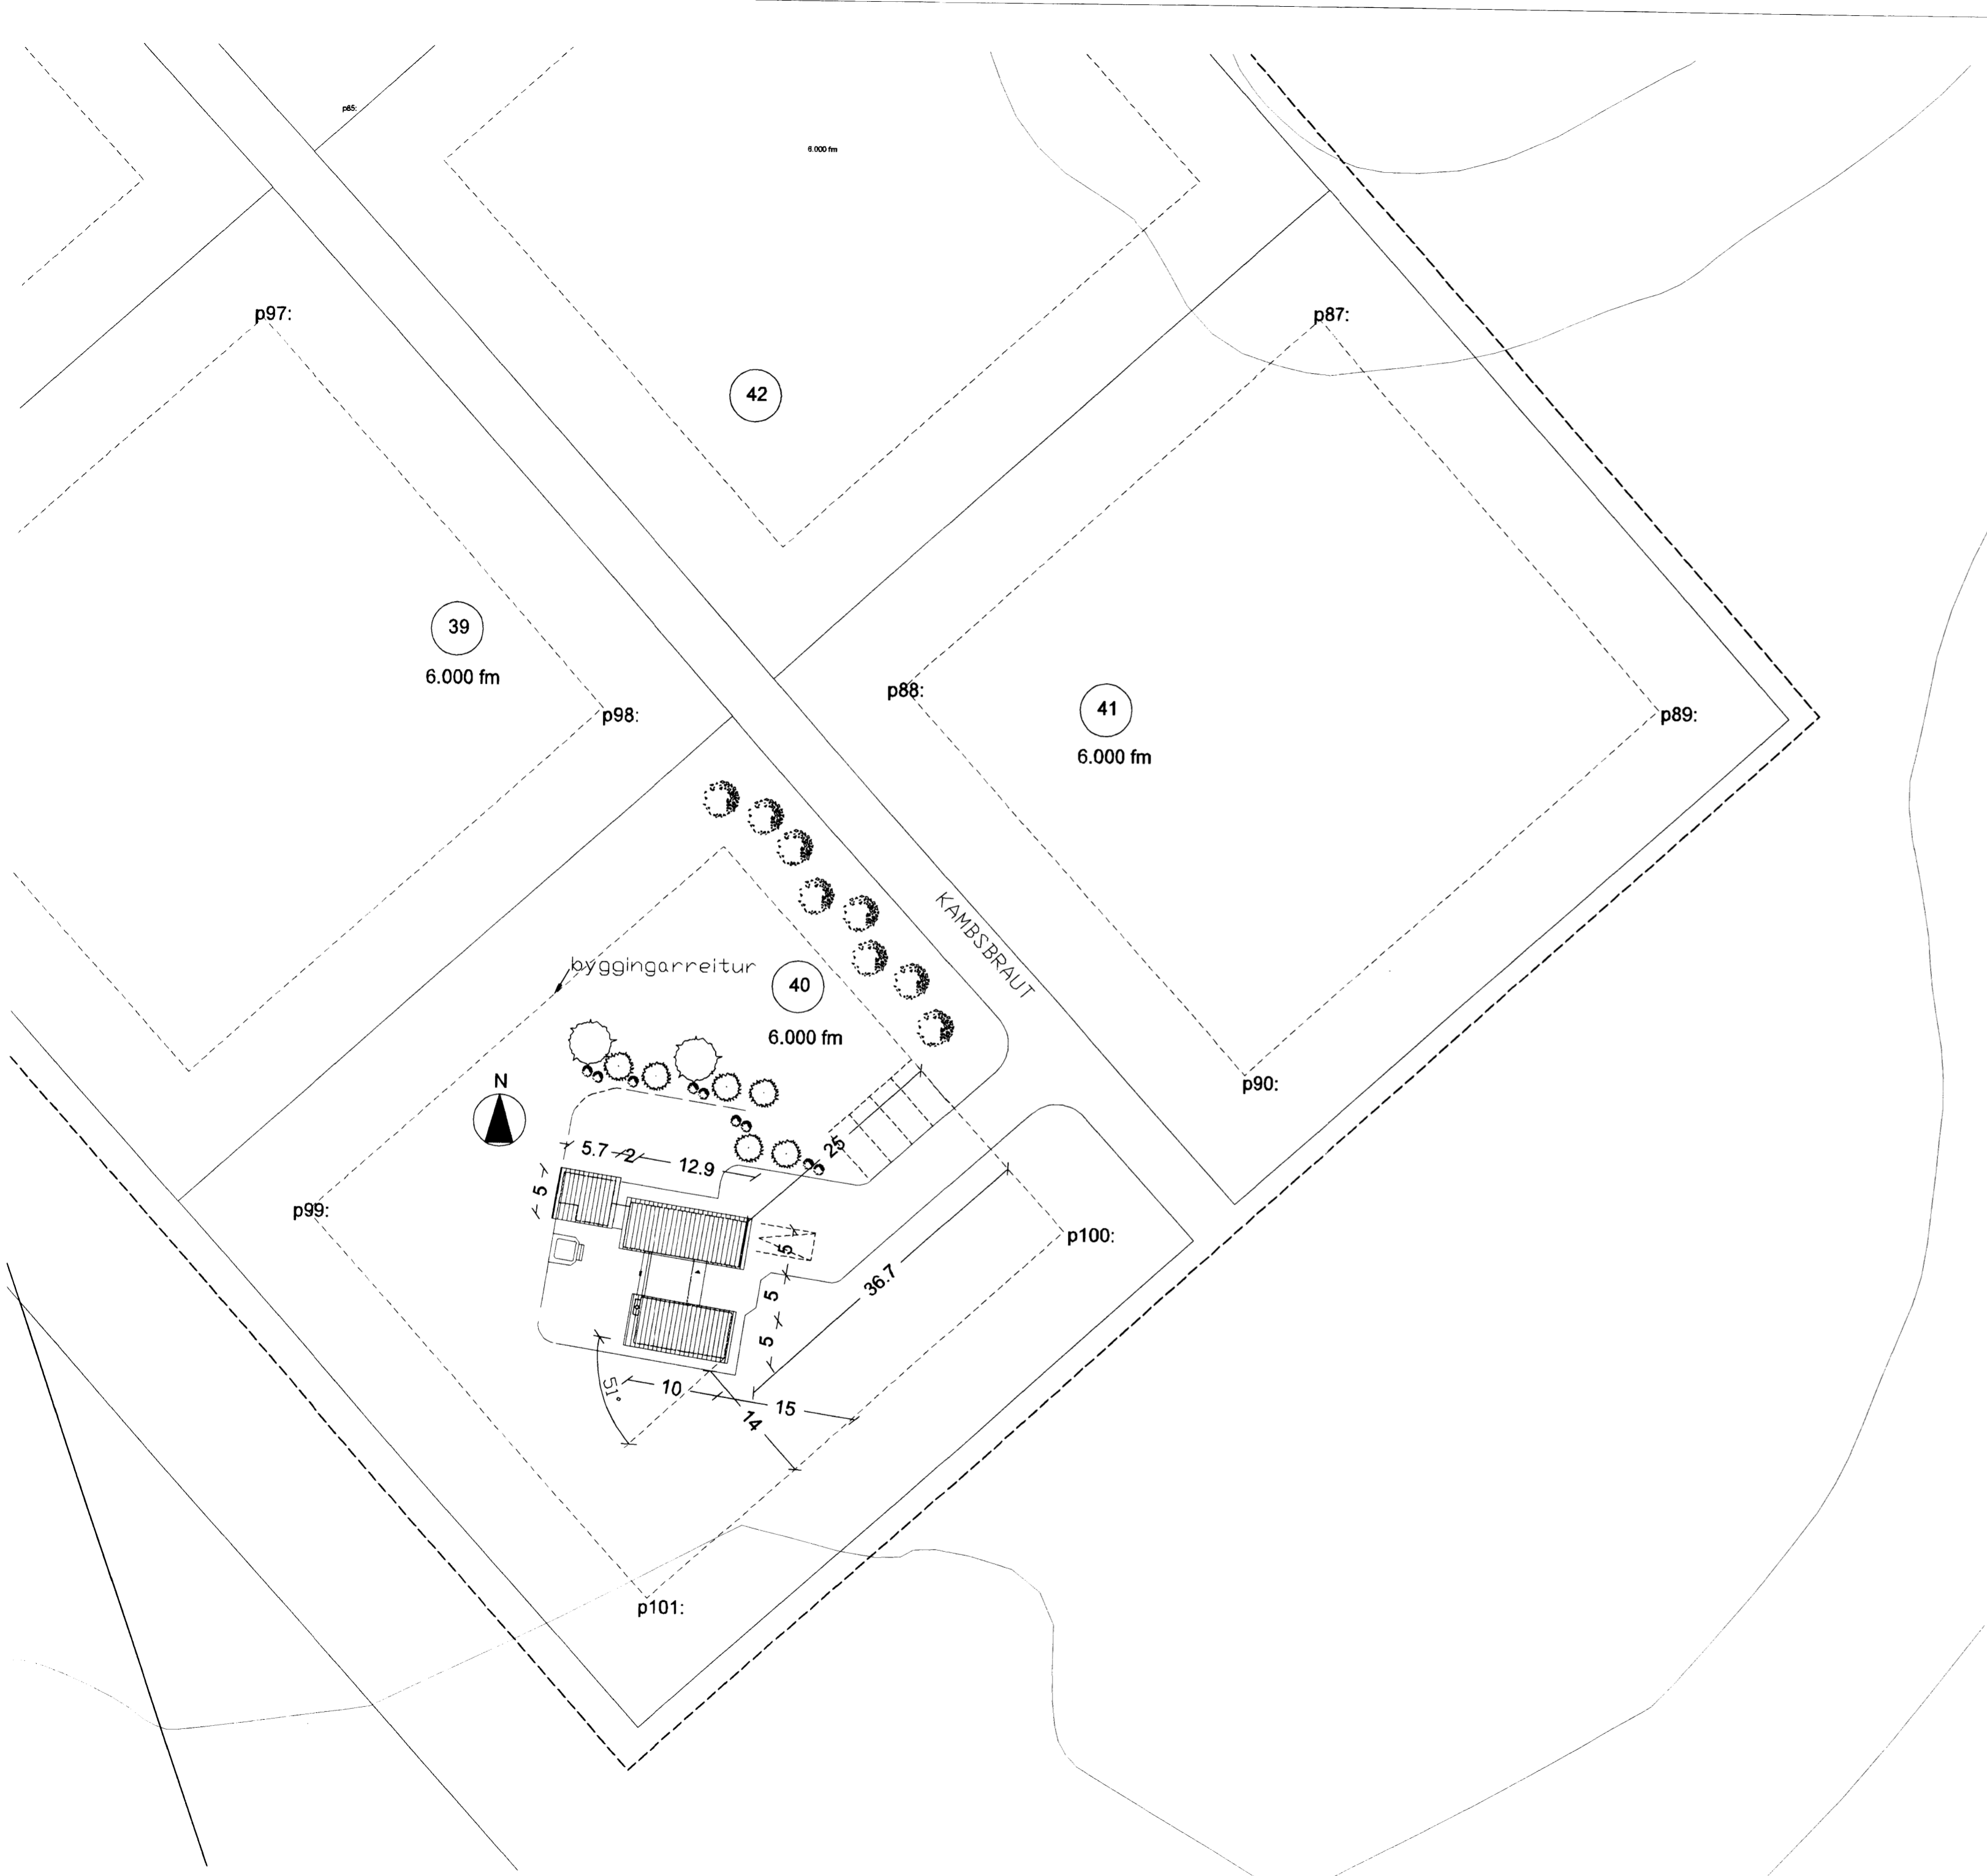 p85:
6.000 fm
p97:
p87:
42
39
6.000 fm
p98:
p88:
41
6.000 fm
p89:
KAMBSBRAUT
byggingarreitur
40
6.000 fm
N
p90:
5.7
2
12.9
25
5
p99:
p100:
5
36.7
5
5
51°
10
15
14
p101: